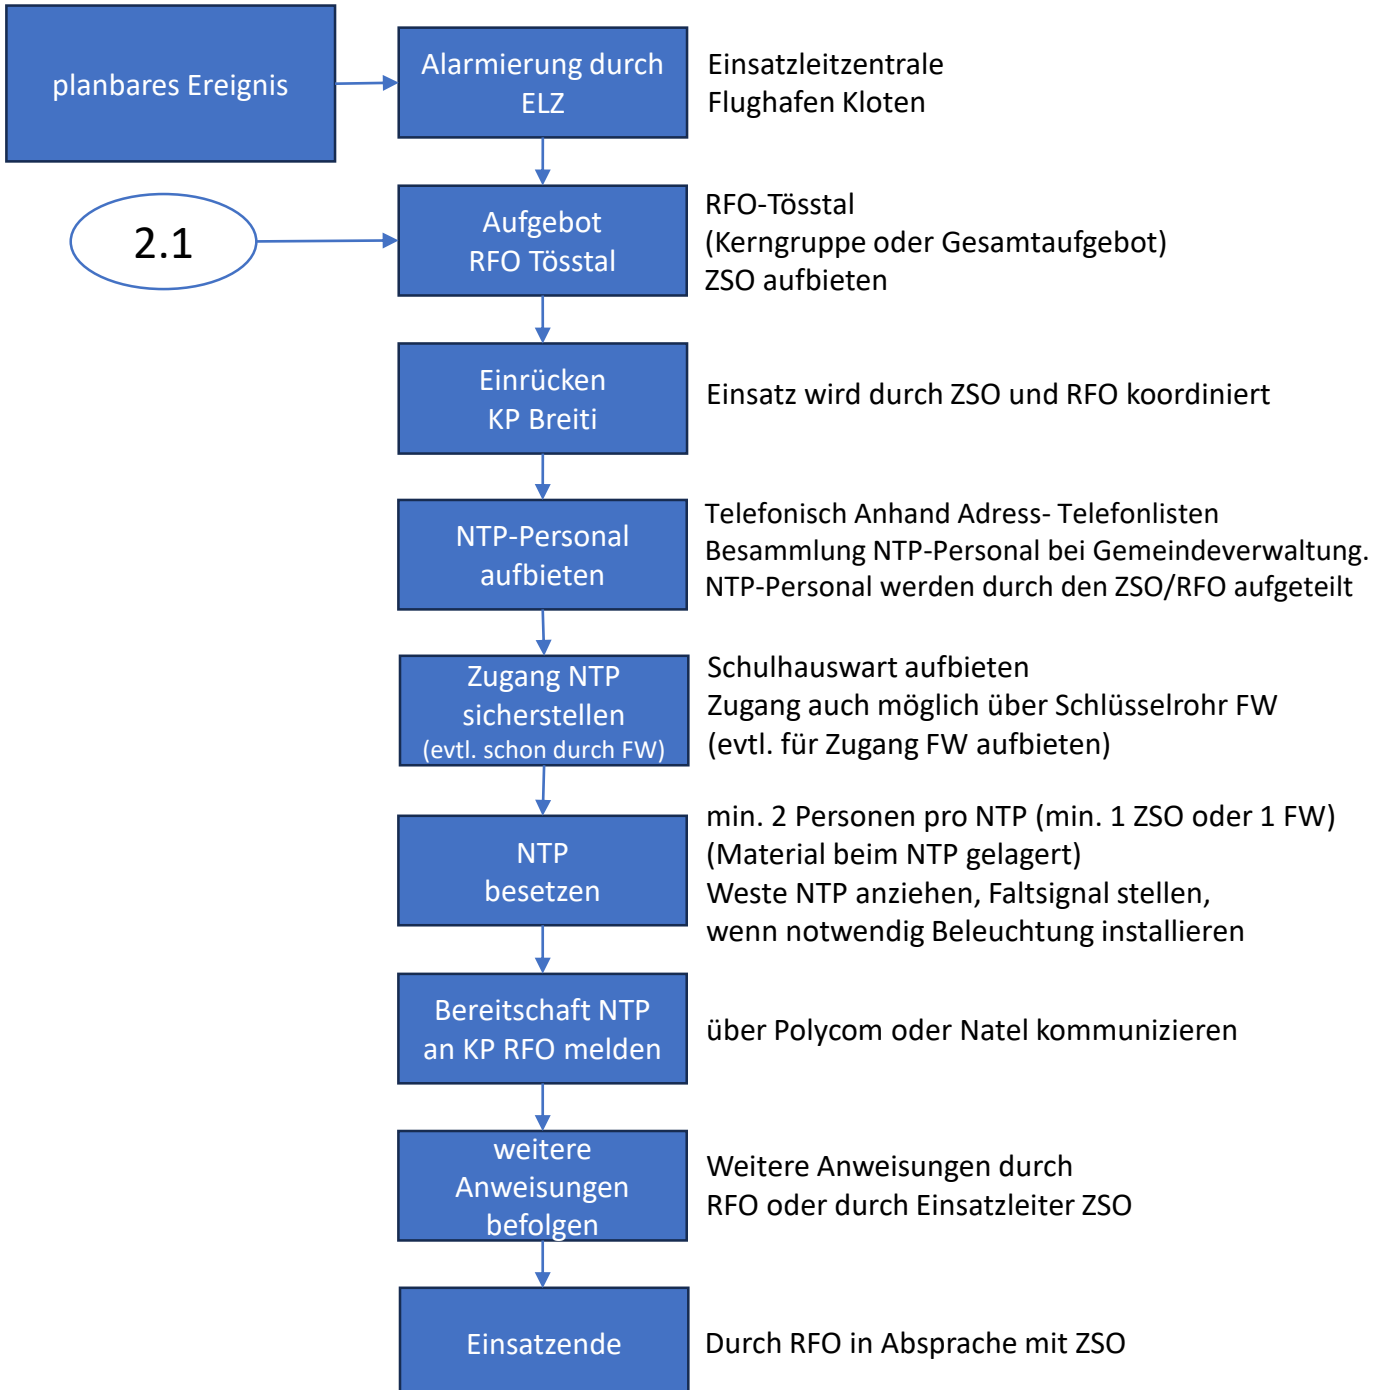 planbares Ereignis
Alarmierung durch
ELZ
Einsatzleitzentrale
Flughafen Kloten
2.1
Aufgebot
RFO Tösstal
RFO-Tösstal
(Kerngruppe oder Gesamtaufgebot)
ZSO aufbieten
Einrücken
KP Breiti
Einsatz wird durch ZSO und RFO koordiniert
NTP-Personal
aufbieten
Telefonisch Anhand Adress- Telefonlisten
Besammlung NTP-Personal bei Gemeindeverwaltung.
NTP-Personal werden durch den ZSO/RFO aufgeteilt
Zugang NTP
sicherstellen
(evtl. schon durch FW)
Schulhauswart aufbieten
Zugang auch möglich über Schlüsselrohr FW
(evtl. für Zugang FW aufbieten)
NTP
besetzen
min. 2 Personen pro NTP (min. 1 ZSO oder 1 FW)
(Material beim NTP gelagert)
Weste NTP anziehen, Faltsignal stellen,
wenn notwendig Beleuchtung installieren
Bereitschaft NTP
an KP RFO melden
über Polycom oder Natel kommunizieren
weitere
Anweisungen
befolgen
Weitere Anweisungen durch
RFO oder durch Einsatzleiter ZSO
Einsatzende
Durch RFO in Absprache mit ZSO